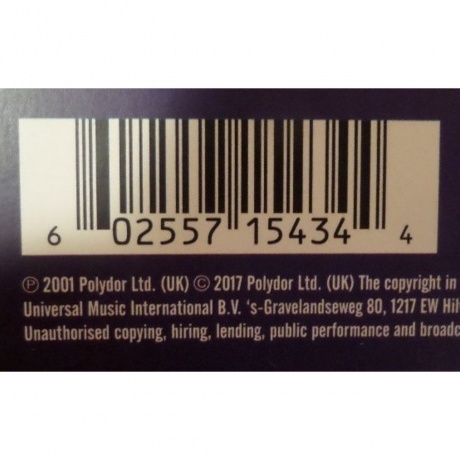 6 02557 15434 4
℗ 2001 Polydor Ltd. (UK) © 2017 Polydor Ltd. (UK) The copyright in
Universal Music International B.V. 's-Gravelandseweg 80, 1217 EW
Unauthorised copying, hiring, lending, public performance and